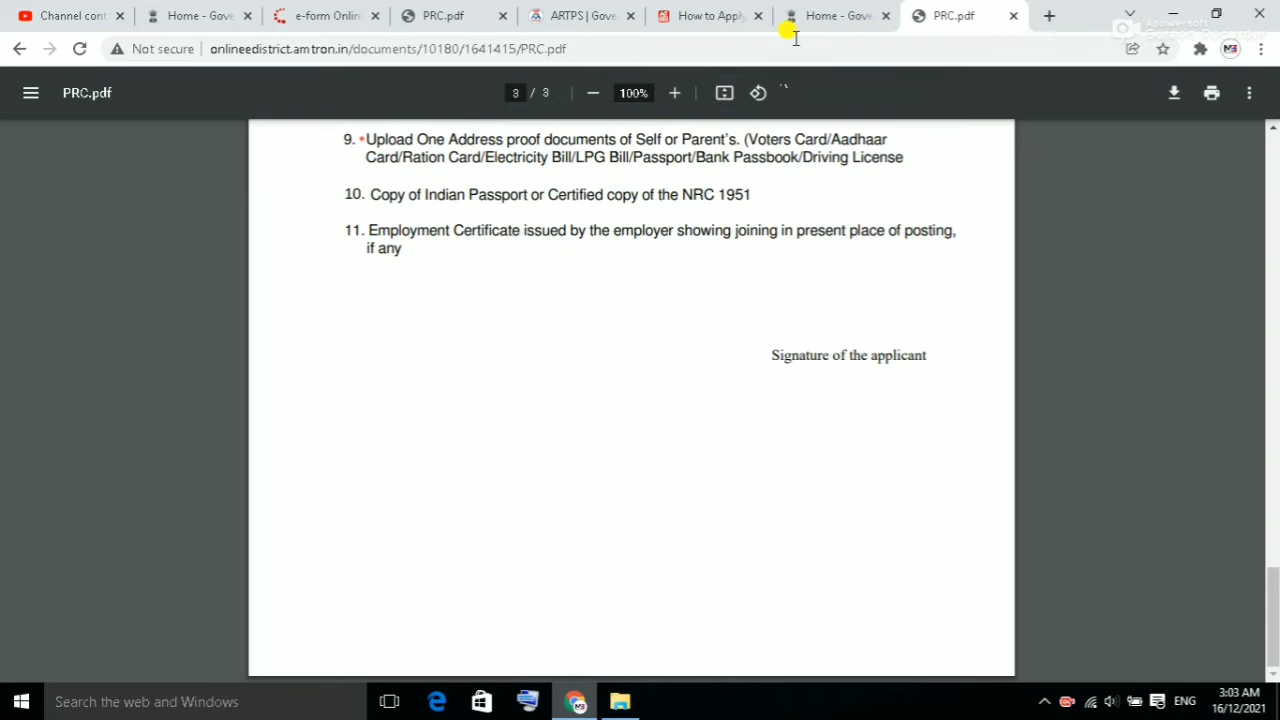 Channel cont
Home - Gove
e-form Onlin
PRC.pdf
ARTPS | Gove
How to Apply
Home - Gove
PRC.pdf
Not secure
onlineedistrict.amtron.in/documents/10180/1641415/PRC.pdf
Apowersoft
Screen Recorder
PRC.pdf
3 / 3
100%
9. *Upload One Address proof documents of Self or Parent's. (Voters Card/Aadhaar
Card/Ration Card/Electricity Bill/LPG Bill/Passport/Bank Passbook/Driving License
10. Copy of Indian Passport or Certified copy of the NRC 1951
11. Employment Certificate issued by the employer showing joining in present place of posting,
if any
Signature of the applicant
Search the web and Windows
ENG
3:03 AM
16/12/2021